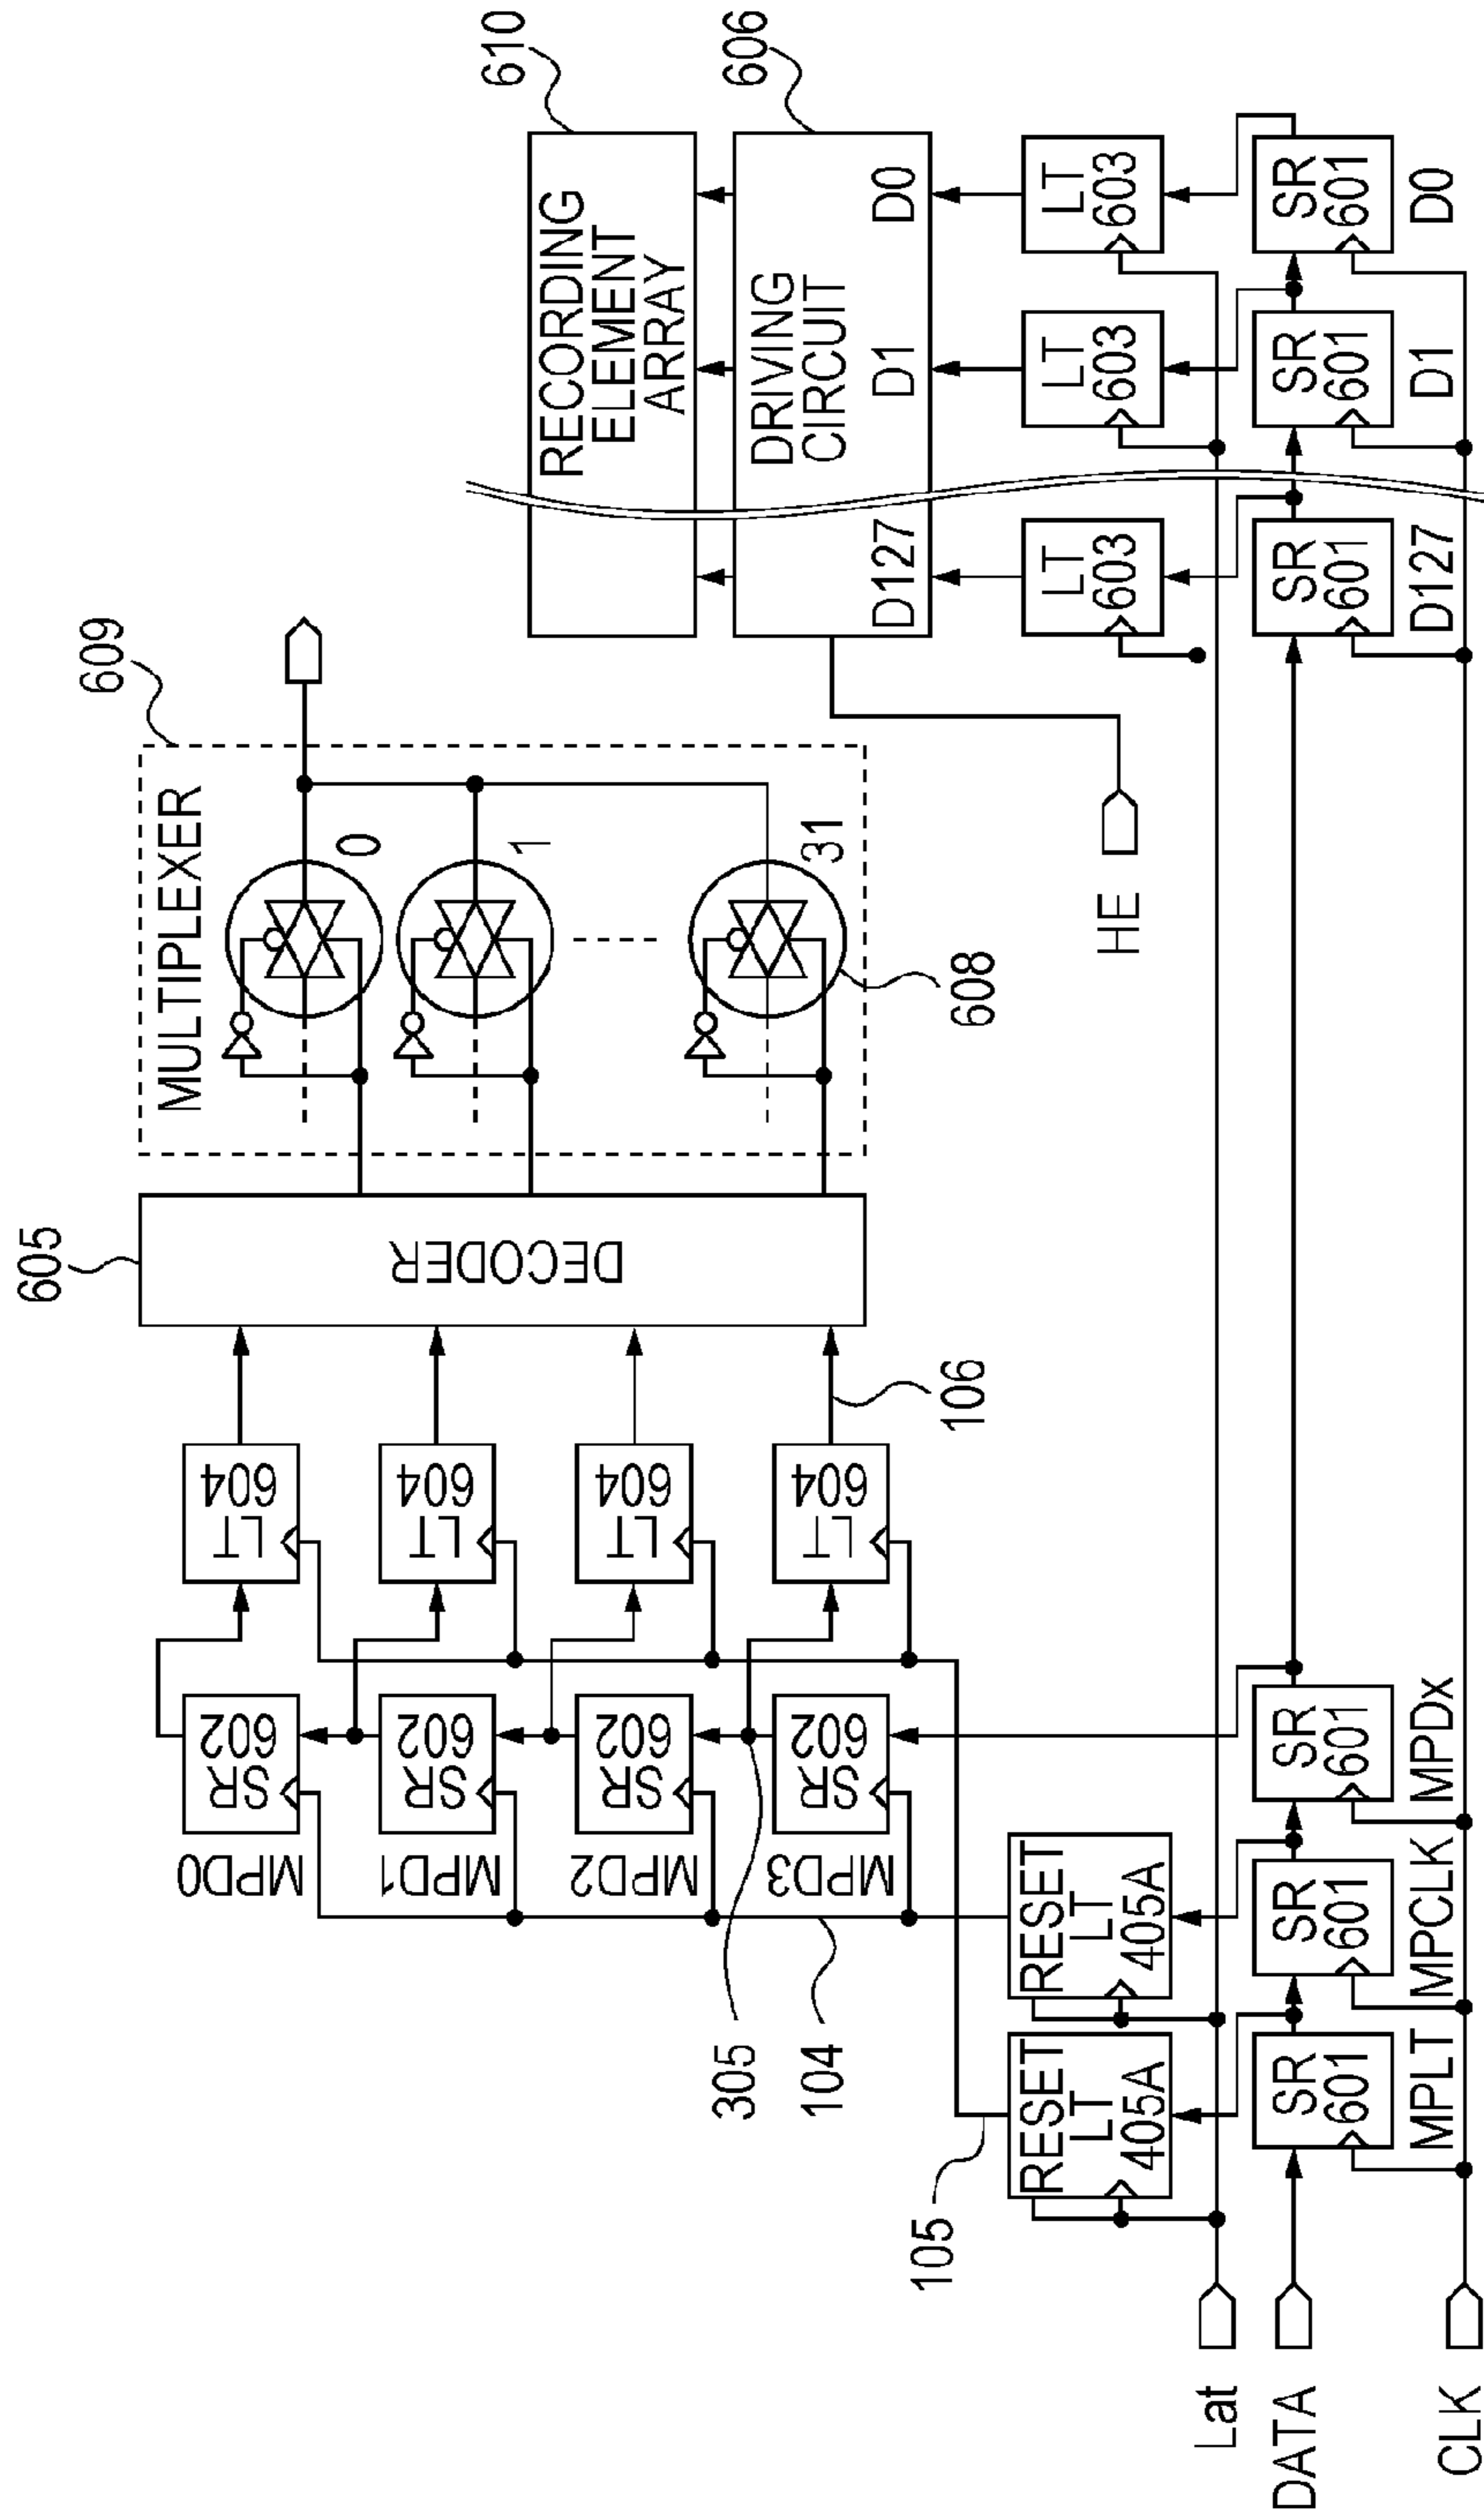 610
RECORDING
ELEMENT
ARRAY
606
DRIVING
CIRCUIT
D127
D1
D0
609
MULTIPLEXER
0
1
31
608
HE
605
DECODER
106
LT
604
LT
604
LT
604
LT
604
SR
602
SR
602
SR
602
SR
602
MPD0
MPD1
MPD2
MPD3
305
104
105
RESET
LT
405A
RESET
LT
405A
LT
603
LT
603
LT
603
Lat
DATA
CLK
SR
601
SR
601
SR
601
SR
601
SR
601
SR
601
MPLT
MPCLK
MPDx
D127
D1
D0